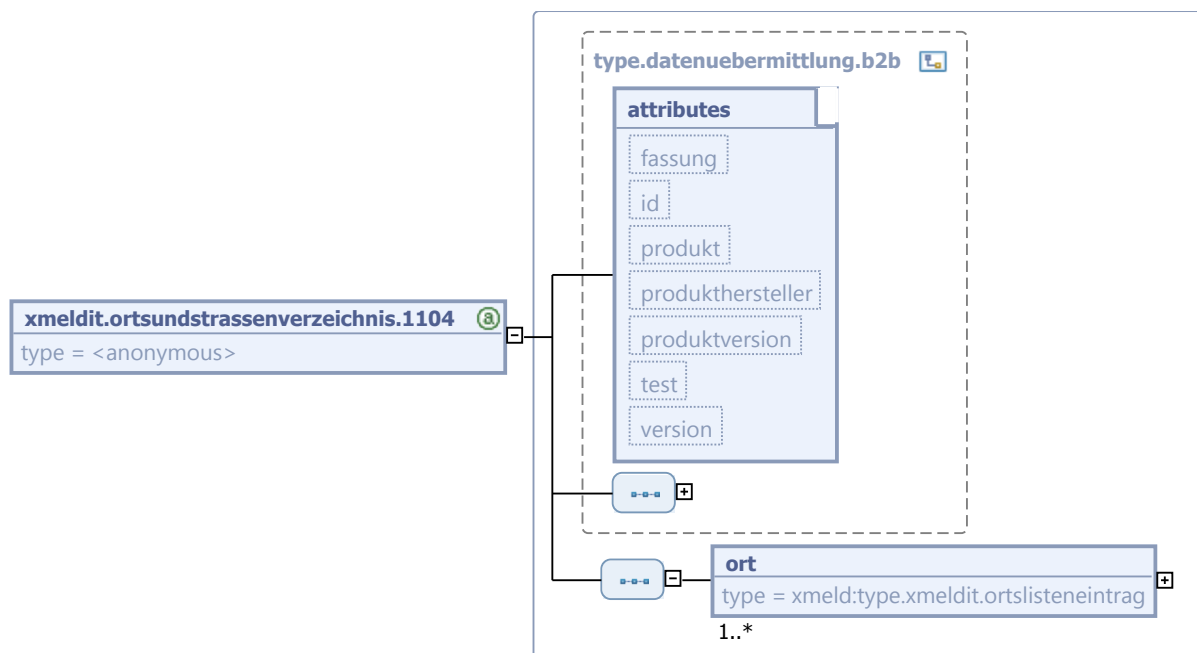 type.datenuebermittlung.b2b
attributes
fassung
id
produkt
produkthersteller
produktversion
test
version
xmeldit.ortsundstrassenverzeichnis.1104 a
type = <anonymous>
ort
type = xmeld:type.xmeldit.ortslisteneintrag
1..*